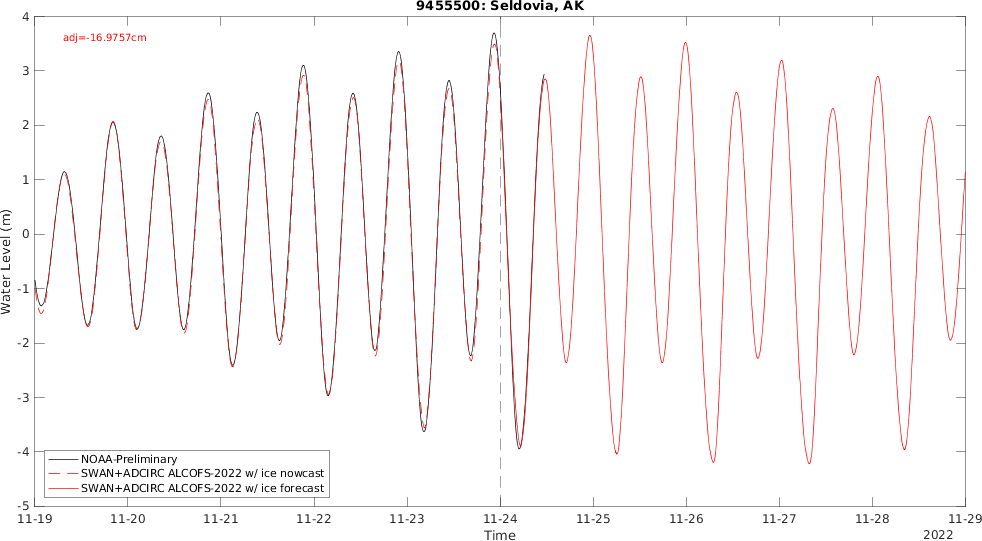 9455500: Seldovia, AK
adj=-16.9757cm
4
3
2
1
0
-1
-2
-3
-4
-5
Water Level (m)
NOAA-Preliminary
SWAN+ADCIRC ALCOFS-2022 w/ ice nowcast
SWAN+ADCIRC ALCOFS-2022 w/ ice forecast
11-19 11-20 11-21 11-22 11-23 11-24 11-25 11-26 11-27 11-28 11-29
Time
2022